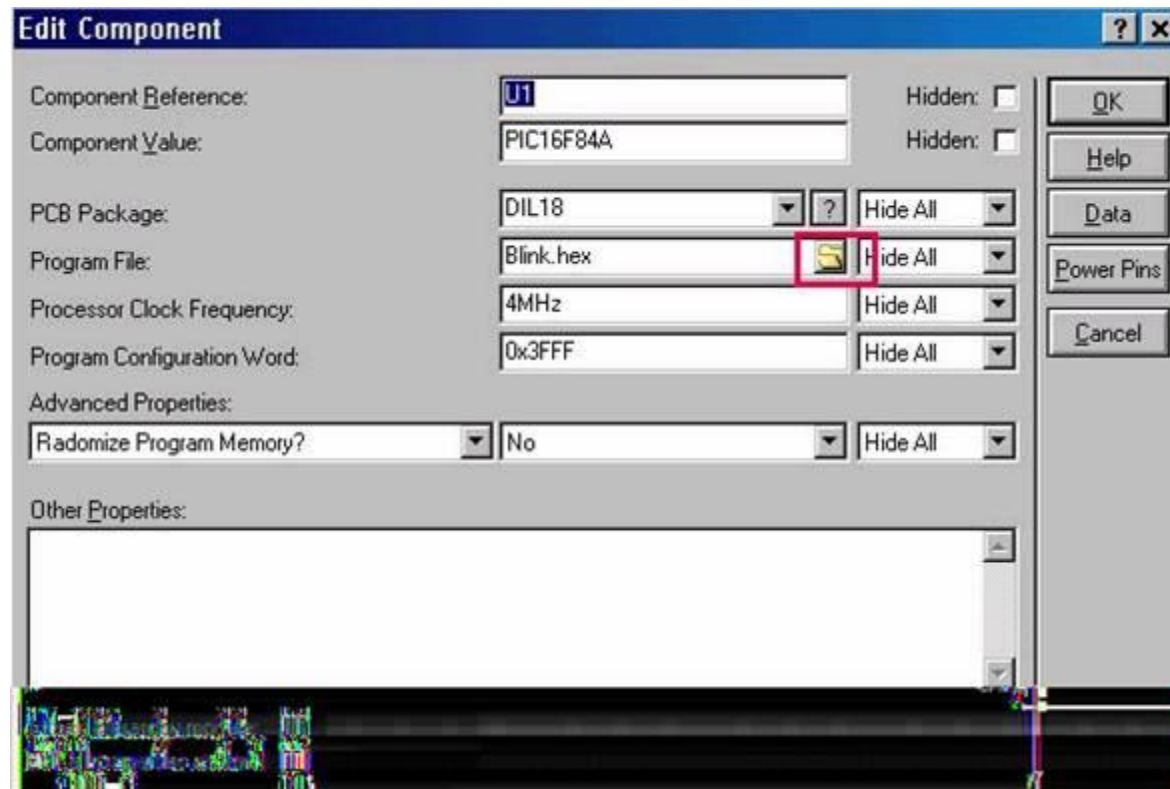 Edit Component
? ×
Component Reference: U1 Hidden: OK
Component Value: PIC16F84A Hidden: Help
PCB Package: DIL18 ? Hide All Data
Program File: Blink.hex Hide All Power Pins
Processor Clock Frequency: 4MHz Hide All
Program Configuration Word: 0x3FFF Hide All Cancel
Advanced Properties:
Radomize Program Memory? No Hide All
Other Properties: